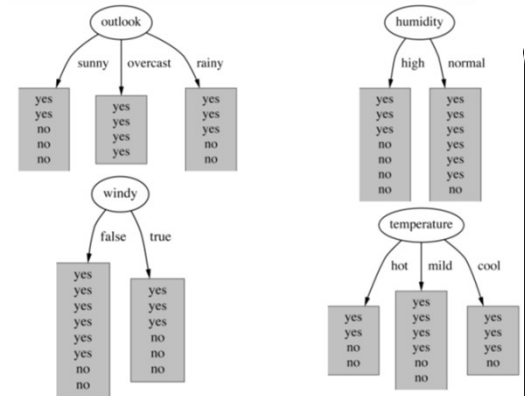 outlook
sunny overcast rainy
yes
yes
no
no
no
yes
yes
yes
yes
yes
yes
yes
no
no
humidity
high normal
yes
yes
yes
no
no
no
no
yes
yes
yes
yes
yes
yes
no
windy
false true
yes
yes
yes
yes
yes
yes
no
no
yes
yes
yes
no
no
no
temperature
hot mild cool
yes
yes
no
no
yes
yes
yes
yes
no
no
yes
yes
yes
no